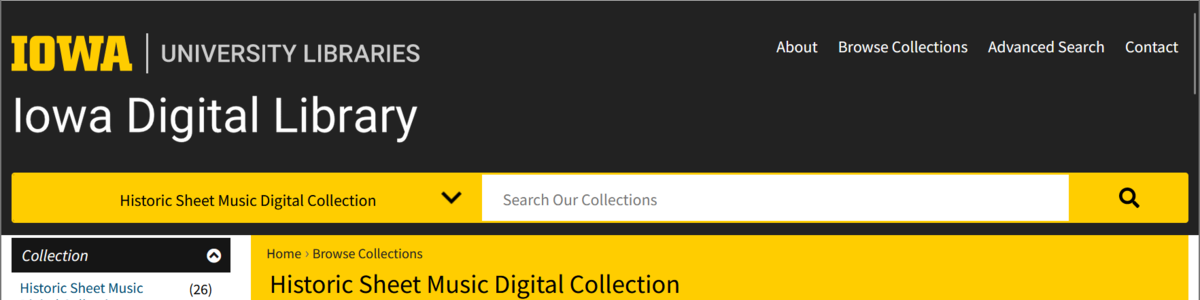 IOWA UNIVERSITY LIBRARIES
About Browse Collections Advanced Search Contact
Iowa Digital Library
Historic Sheet Music Digital Collection
Search Our Collections
Collection
Home › Browse Collections
Historic Sheet Music Digital Collection
Historic Sheet Music (26)